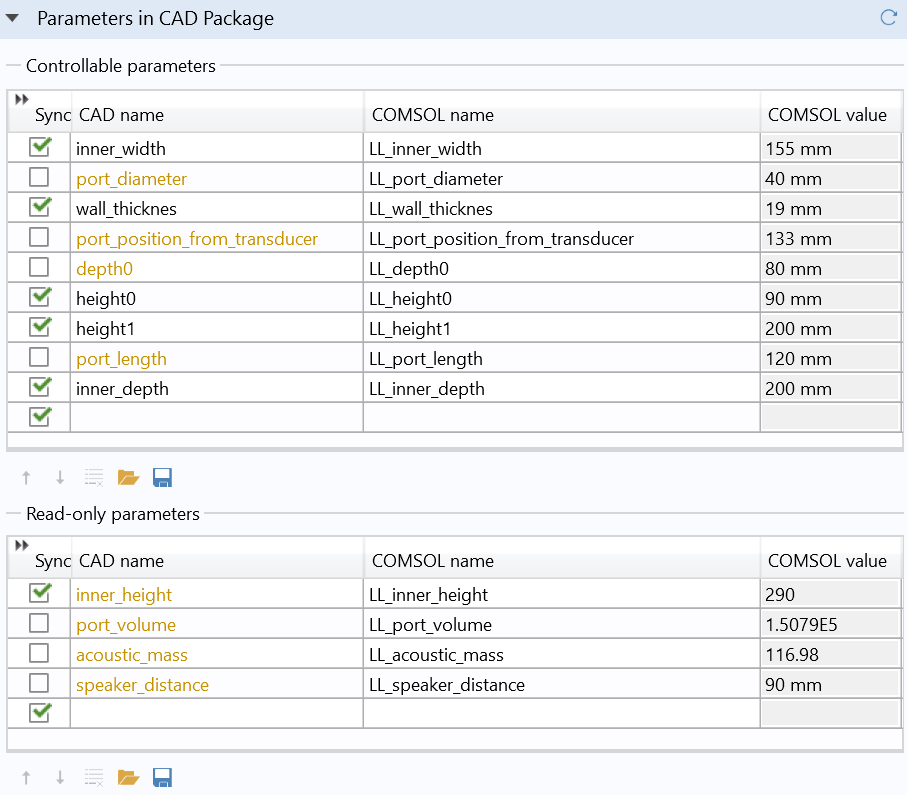 Parameters in CAD Package
Controllable parameters
Sync CAD name COMSOL name COMSOL value
inner_width LL_inner_width 155 mm
port_diameter LL_port_diameter 40 mm
wall_thicknes LL_wall_thicknes 19 mm
port_position_from_transducer LL_port_position_from_transducer 133 mm
depth0 LL_depth0 80 mm
height0 LL_height0 90 mm
height1 LL_height1 200 mm
port_length LL_port_length 120 mm
inner_depth LL_inner_depth 200 mm
Read-only parameters
Sync CAD name COMSOL name COMSOL value
inner_height LL_inner_height 290
port_volume LL_port_volume 1.5079E5
acoustic_mass LL_acoustic_mass 116.98
speaker_distance LL_speaker_distance 90 mm